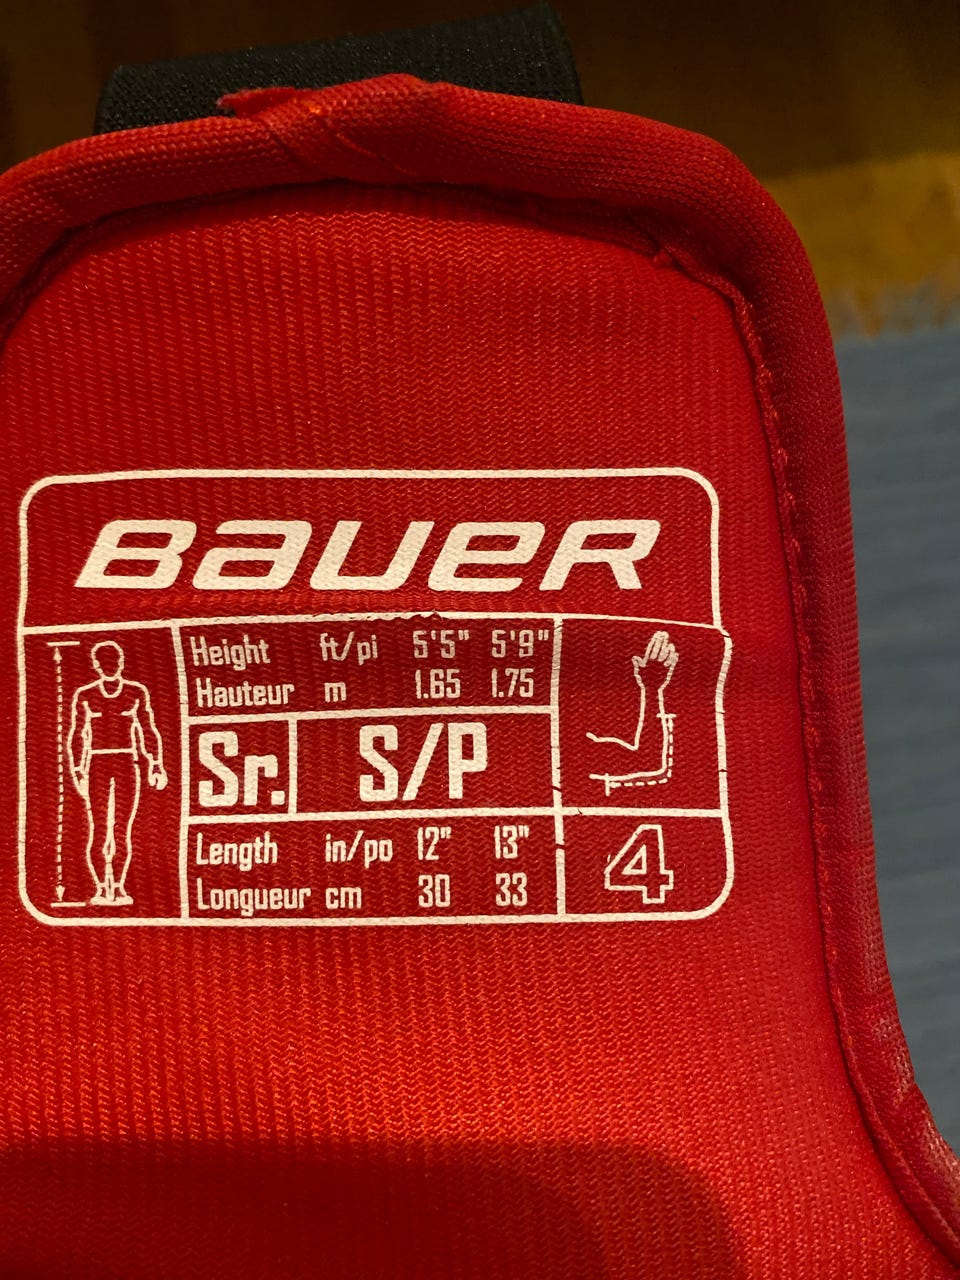 BAUER
Height ft/pi 5'5" 5'9"
Hauteur m 1.65 1.75
Sr. S/P
Length in/po 12" 13"
Longueur cm 30 33
4